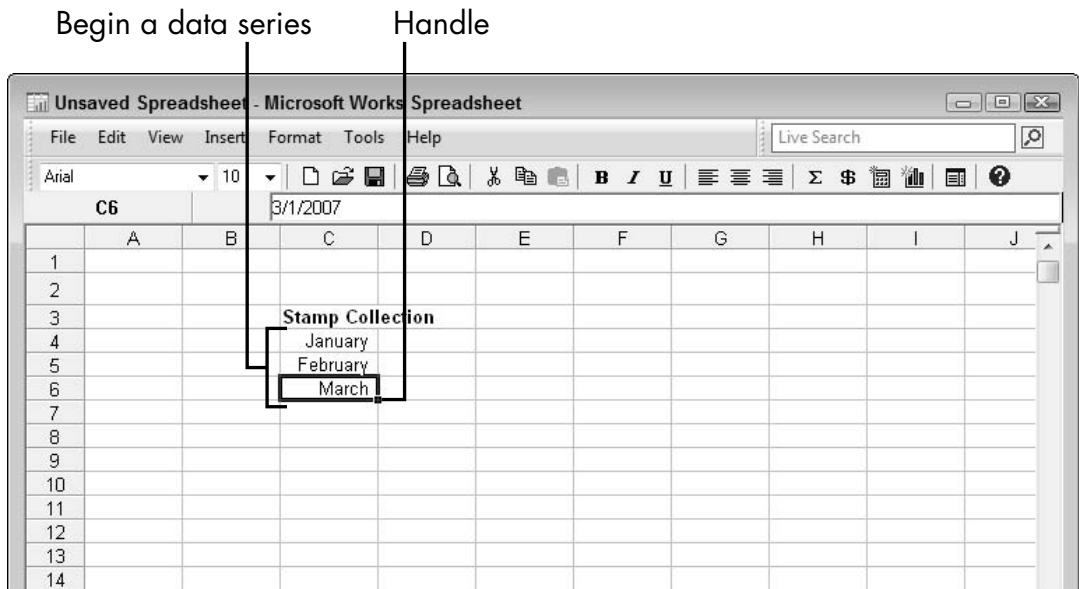 Begin a data series Handle
Unsaved Spreadsheet - Microsoft Works Spreadsheet
File Edit View Insert Format Tools Help Live Search
Arial 10 B I U Σ $
C6 3/1/2007
A B C D E F G H I J
1
2
3 Stamp Collection
4 January
5 February
6 March
7
8
9
10
11
12
13
14